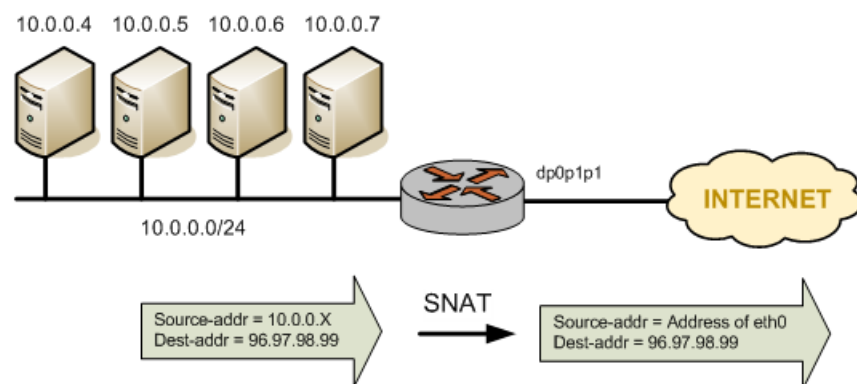 10.0.0.4
10.0.0.5
10.0.0.6
10.0.0.7
dp0p1p1
INTERNET
10.0.0.0/24
Source-addr = 10.0.0.X
Dest-addr = 96.97.98.99
SNAT
Source-addr = Address of eth0
Dest-addr = 96.97.98.99